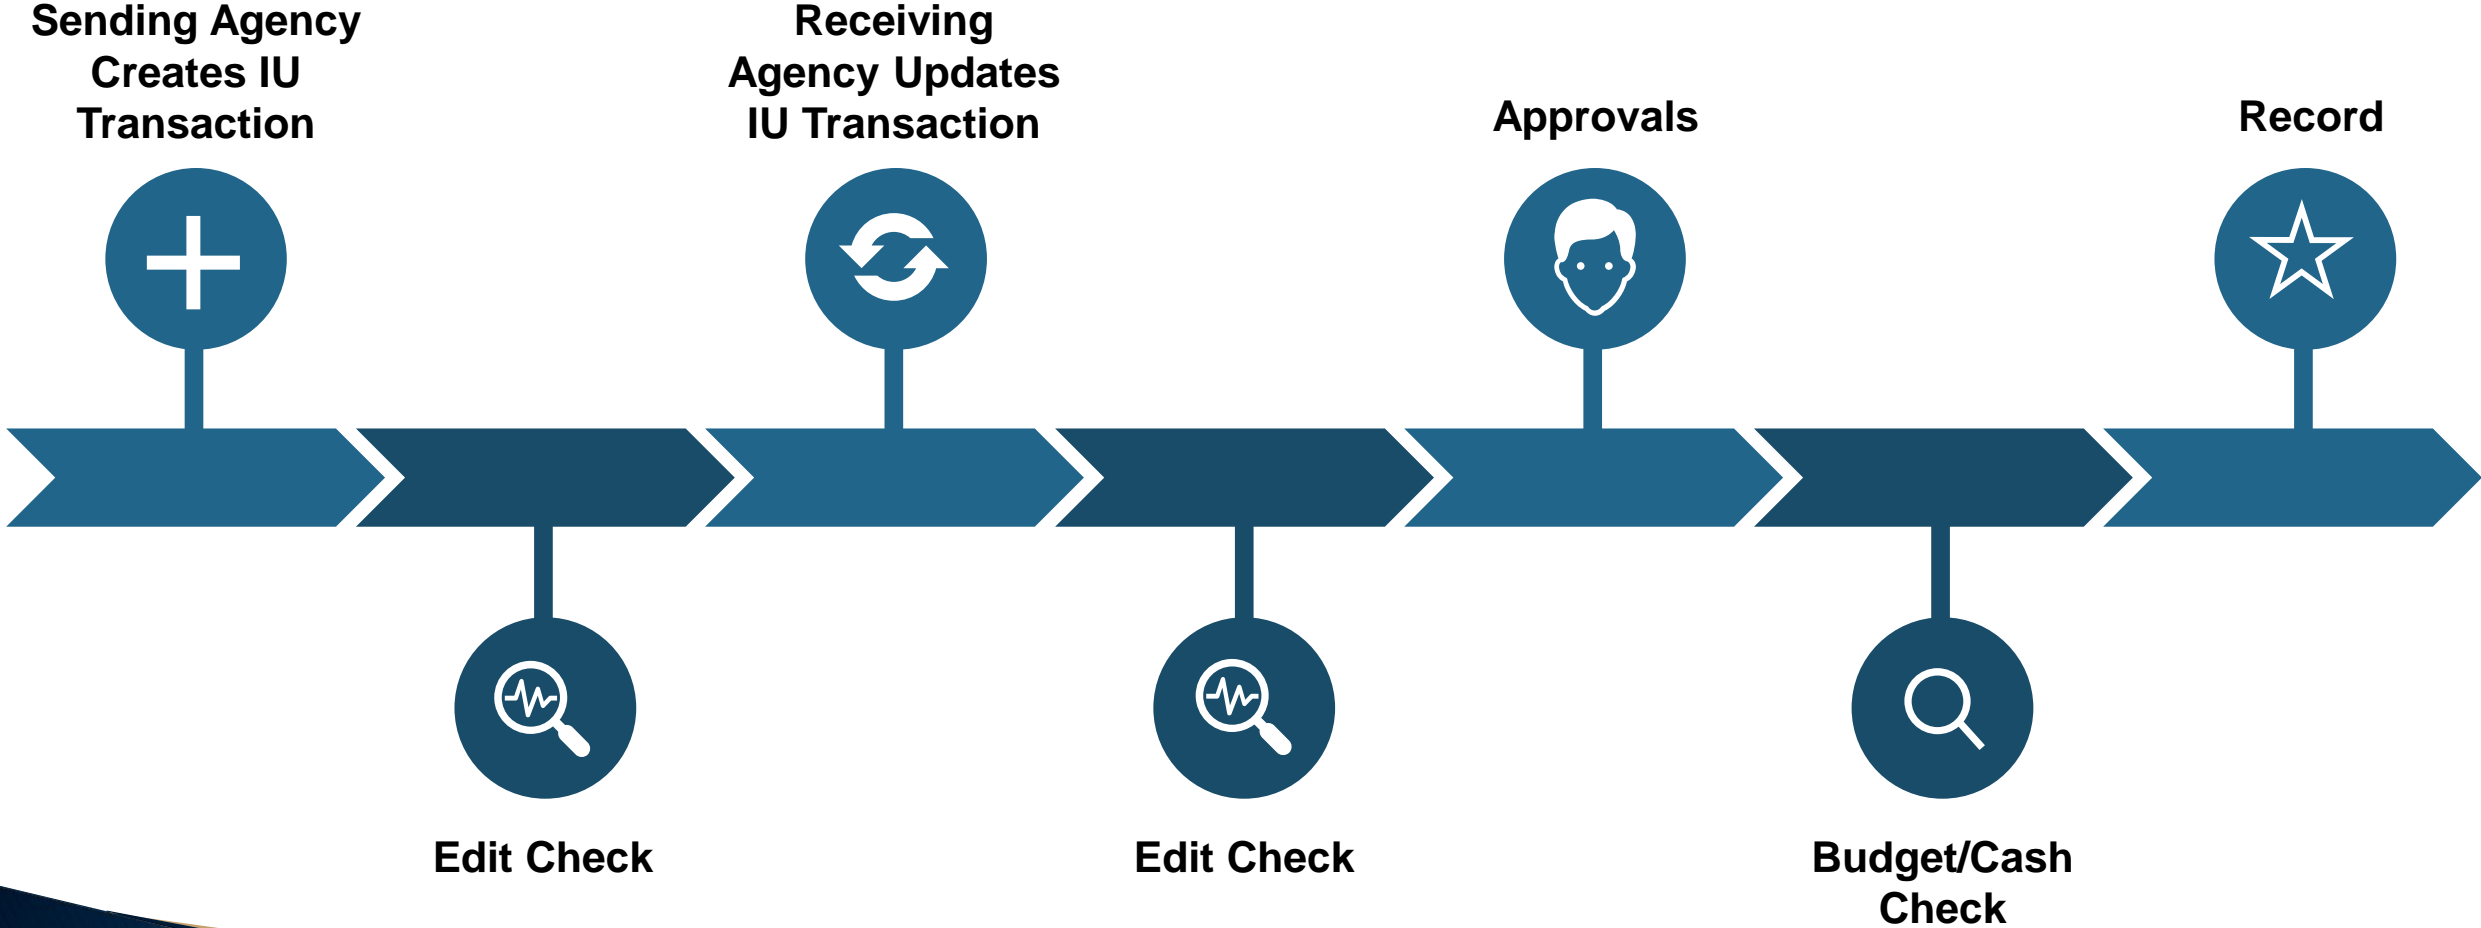 Sending Agency
Creates IU
Transaction
Receiving
Agency Updates
IU Transaction
Approvals
Record
Edit Check
Edit Check
Budget/Cash
Check